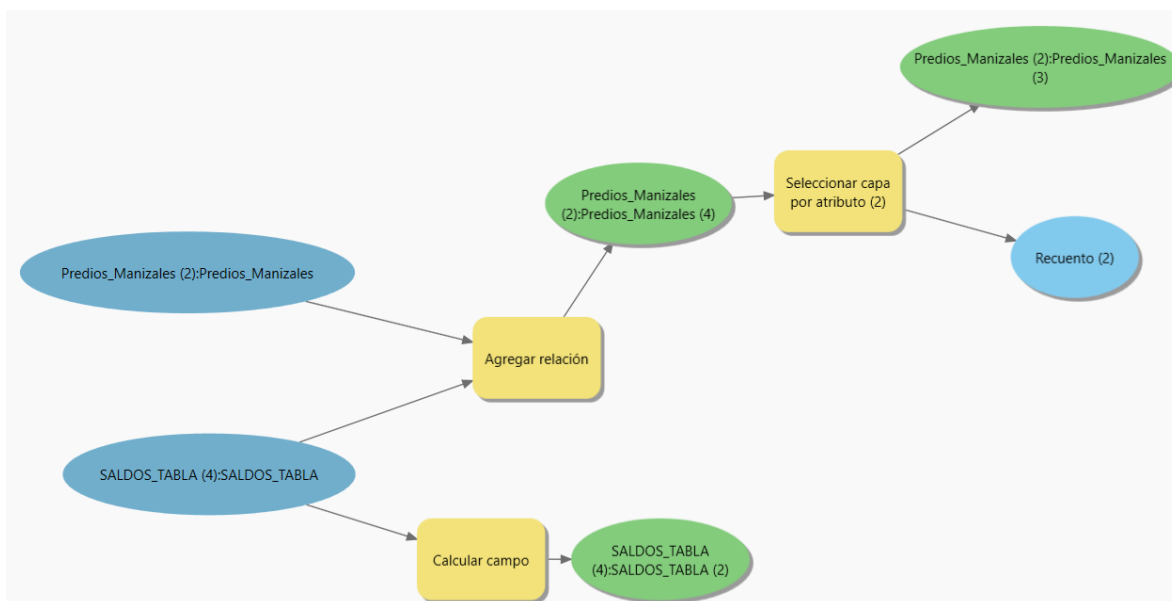 Predios_Manizales (2):Predios_Manizales
(3)
Seleccionar capa
por atributo (2)
Predios_Manizales
(2):Predios_Manizales (4)
Recuento (2)
Predios_Manizales (2):Predios_Manizales
Agregar relación
SALDOS_TABLA (4):SALDOS_TABLA
Calcular campo
SALDOS_TABLA
(4):SALDOS_TABLA (2)